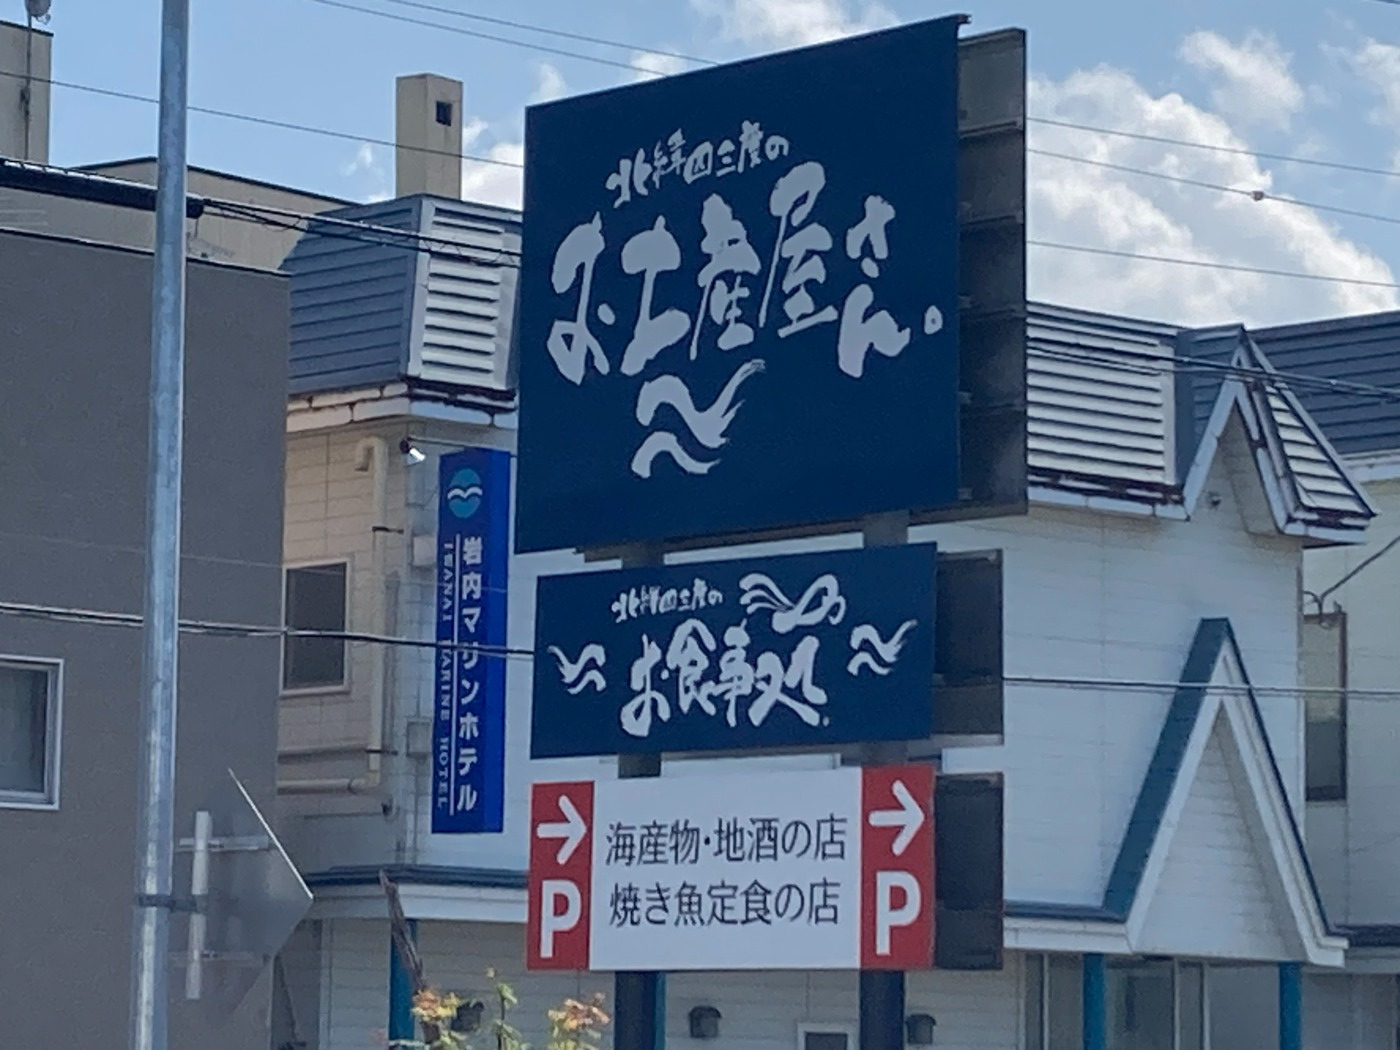 北緯四三度の
お土産屋さん。
岩内マリンホテル
IWANAI MARINE HOTEL
北緯四三度の
お食事処。
→ 海産物・地酒の店 →
P 焼き魚定食の店 P